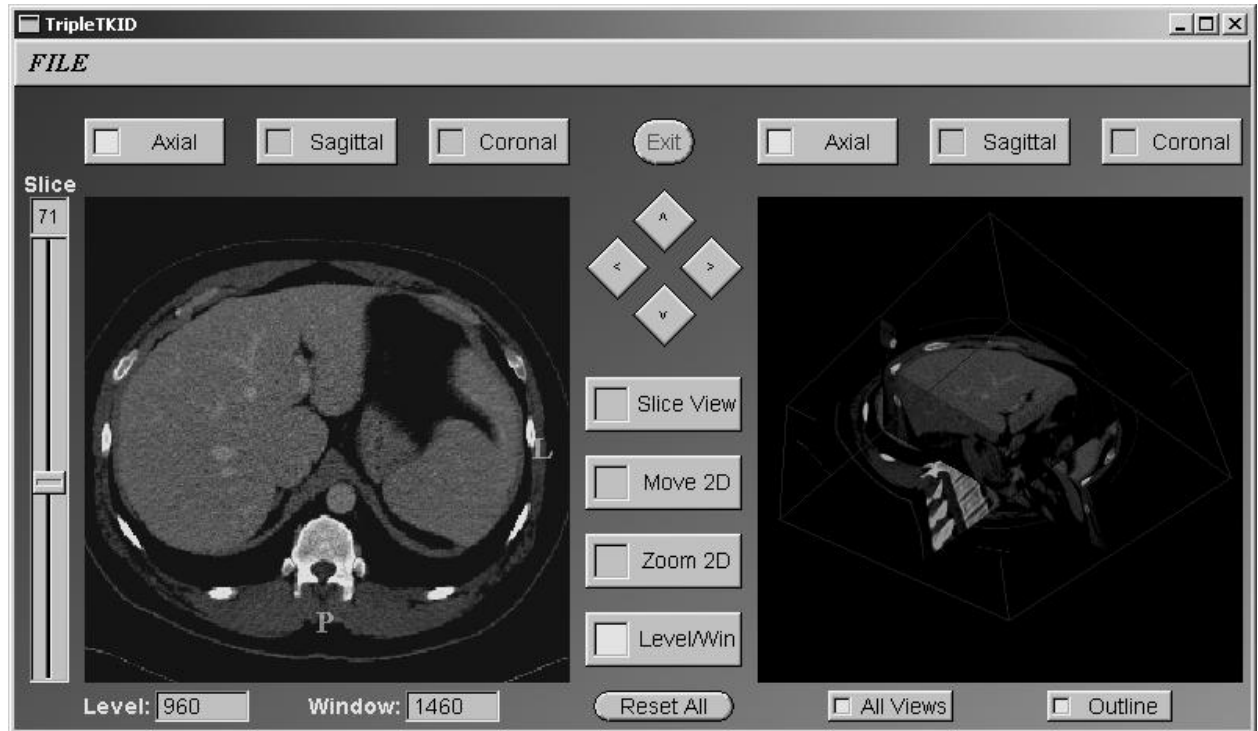 TripleTKID
FILE
Axial Sagittal Coronal Exit Axial Sagittal Coronal
Slice
71
^
< >
v
Slice View
L
Move 2D
Zoom 2D
P
Level/Win
Level: 960 Window: 1460 Reset All All Views Outline